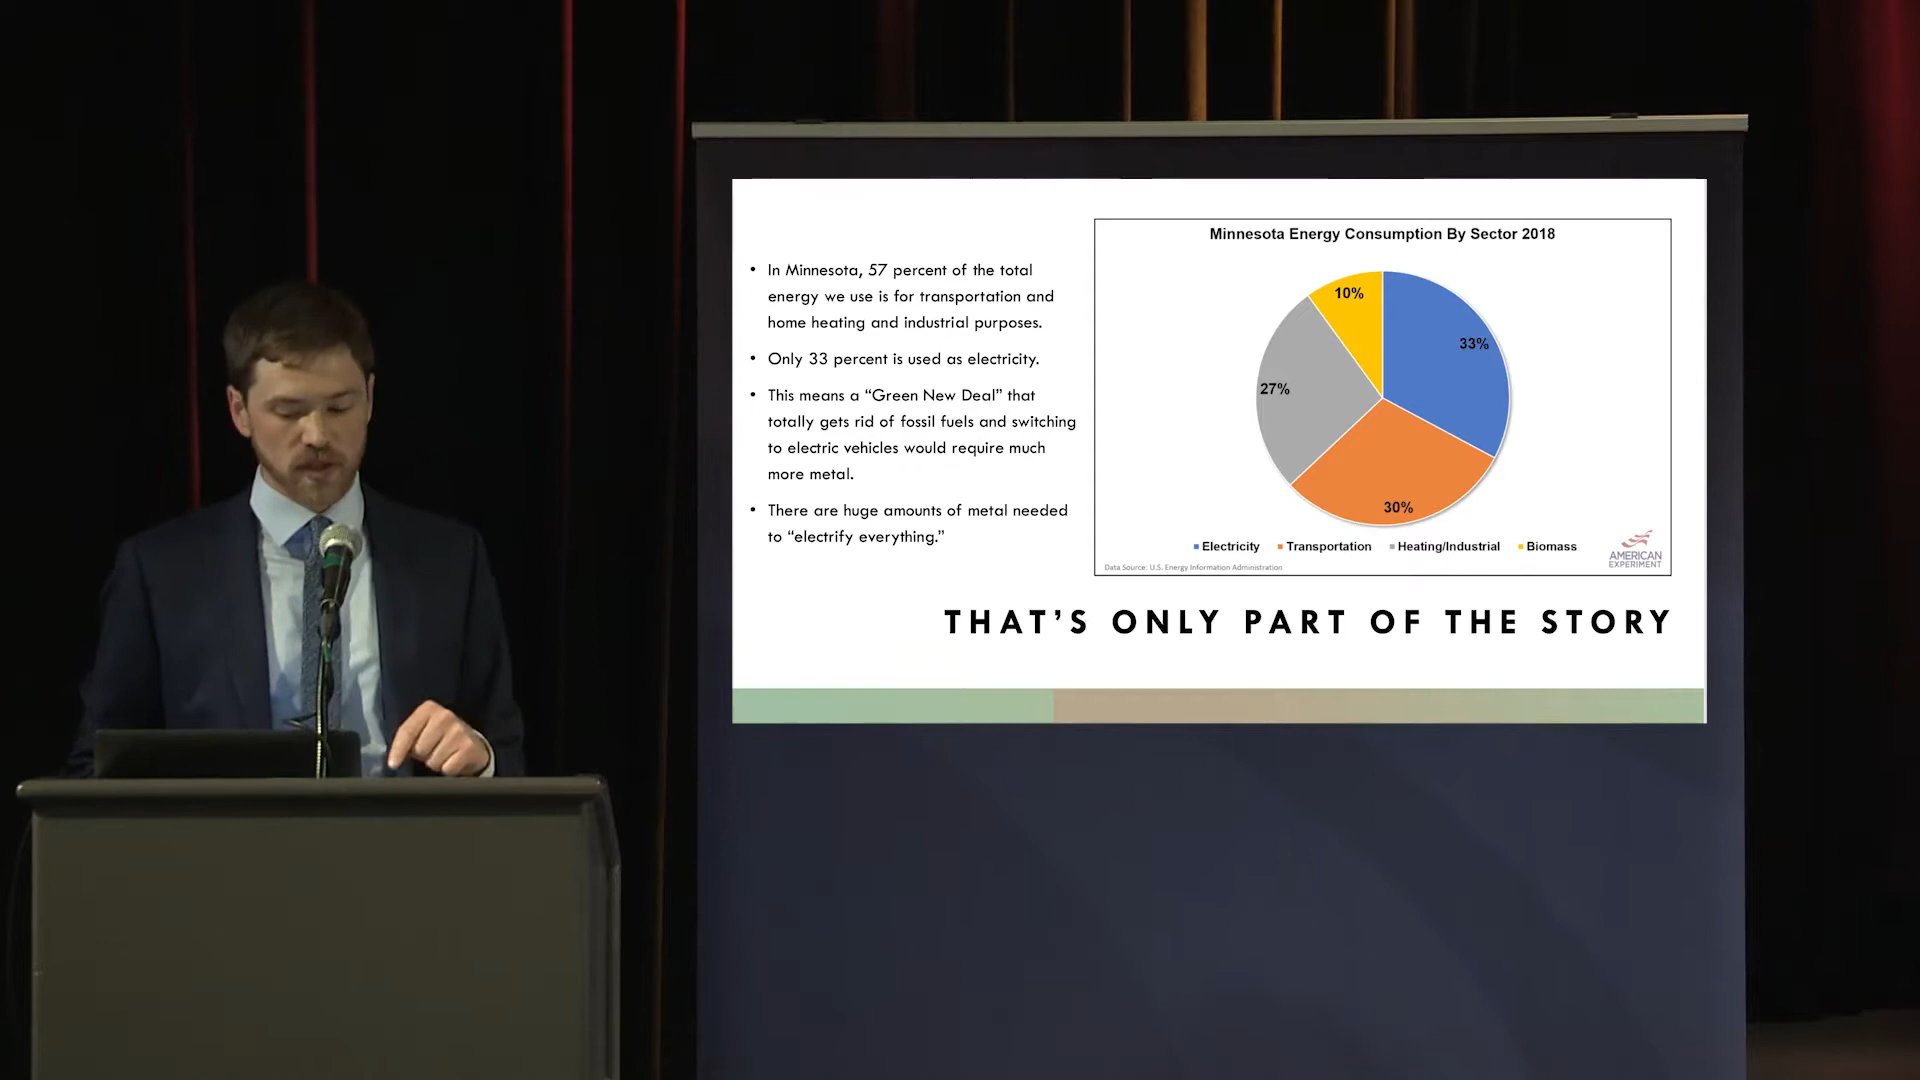 • In Minnesota, 57 percent of the total
energy we use is for transportation and
home heating and industrial purposes.
• Only 33 percent is used as electricity.
• This means a “Green New Deal” that
totally gets rid of fossil fuels and switching
to electric vehicles would require much
more metal.
• There are huge amounts of metal needed
to “electrify everything.”
Minnesota Energy Consumption By Sector 2018
10%
33%
27%
30%
Electricity Transportation Heating/Industrial Biomass
Data Source: U.S. Energy Information Administration
AMERICAN
EXPERIMENT
THAT’S ONLY PART OF THE STORY